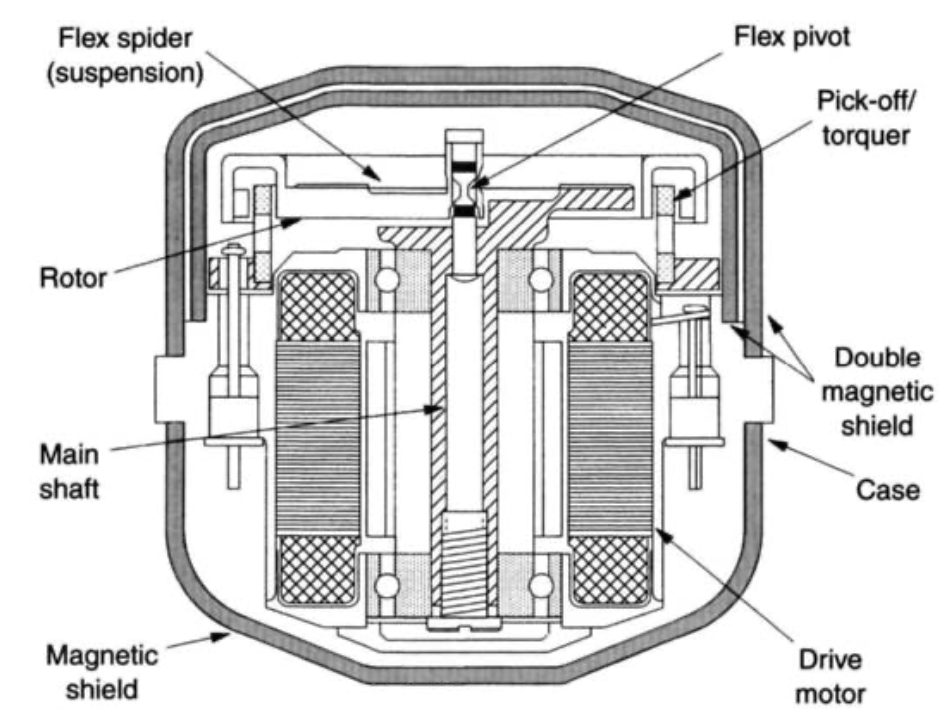 Flex spider
(suspension)
Flex pivot
Pick-off/
torquer
Rotor
Double
magnetic
shield
Main
shaft
Case
Magnetic
shield
Drive
motor